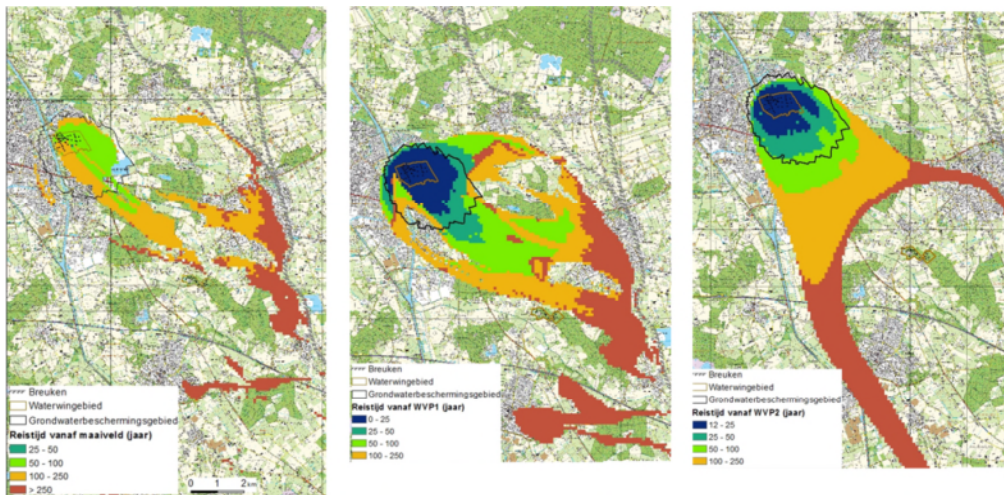 Breuken
Waterwingebied
Grondwaterbeschermingsgebied
Reistijd vanaf maaiveld (jaar)
25 - 50
50 - 100
100 - 250
> 250
0 1 2 km
Breuken
Waterwingebied
Grondwaterbeschermingsgebied
Reistijd vanaf WVP1 (jaar)
0 - 25
25 - 50
50 - 100
100 - 250
Breuken
Waterwingebied
Grondwaterbeschermingsgebied
Reistijd vanaf WVP2 (jaar)
12 - 25
25 - 50
50 - 100
100 - 250